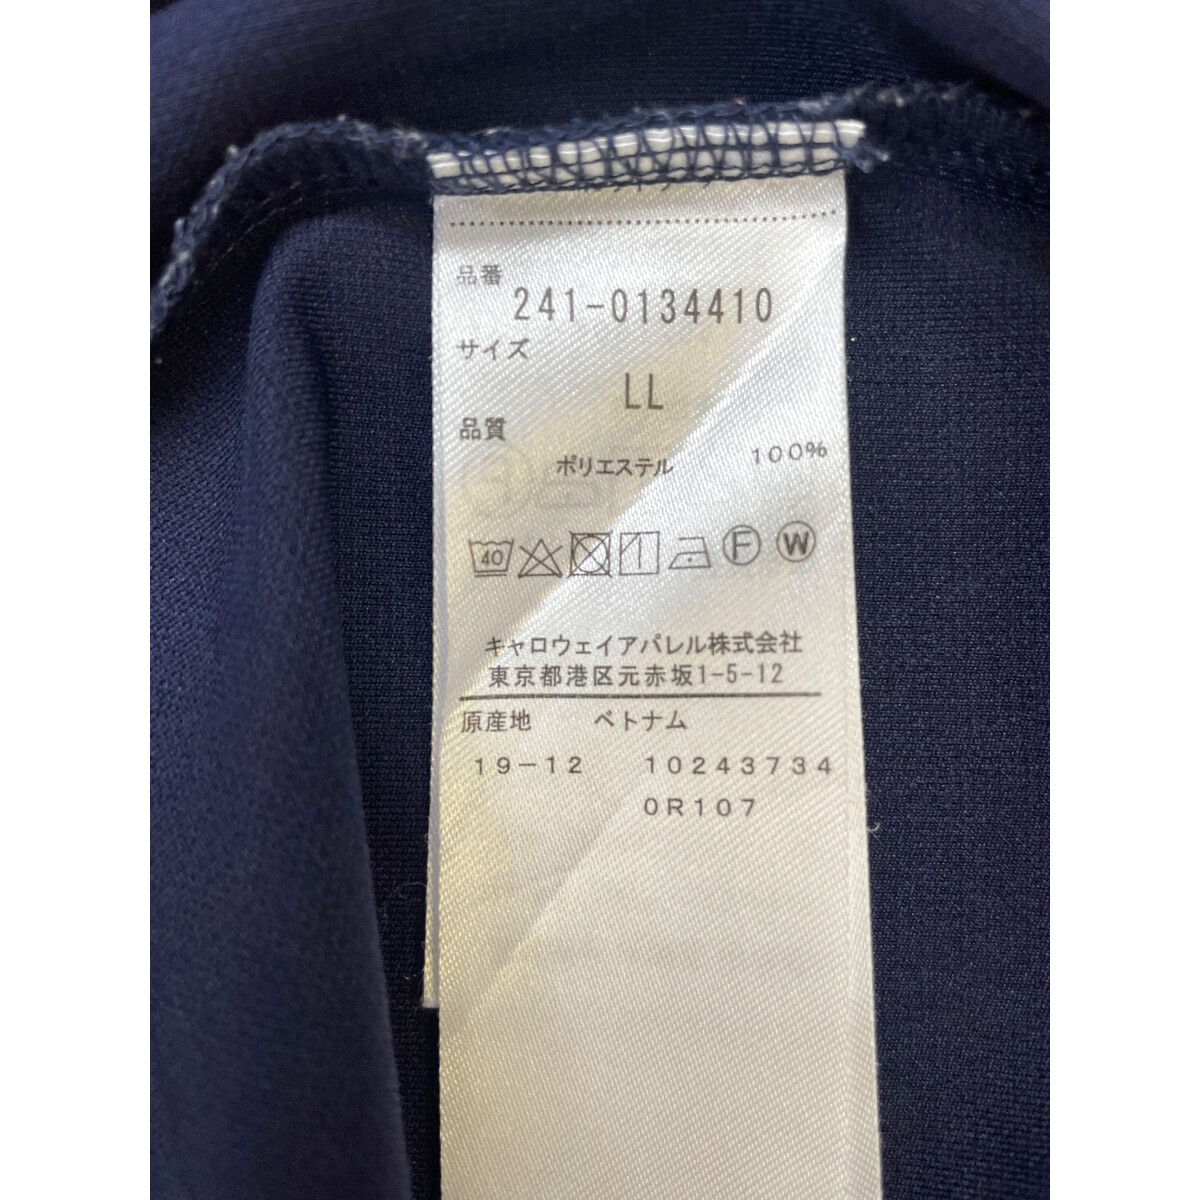 品番
241-0134410
サイズ
LL
品質
ポリエステル 100%
40 F W
キャロウェイアパレル株式会社
東京都港区元赤坂1-5-12
原産地 ベトナム
19-12 10243734
0R107